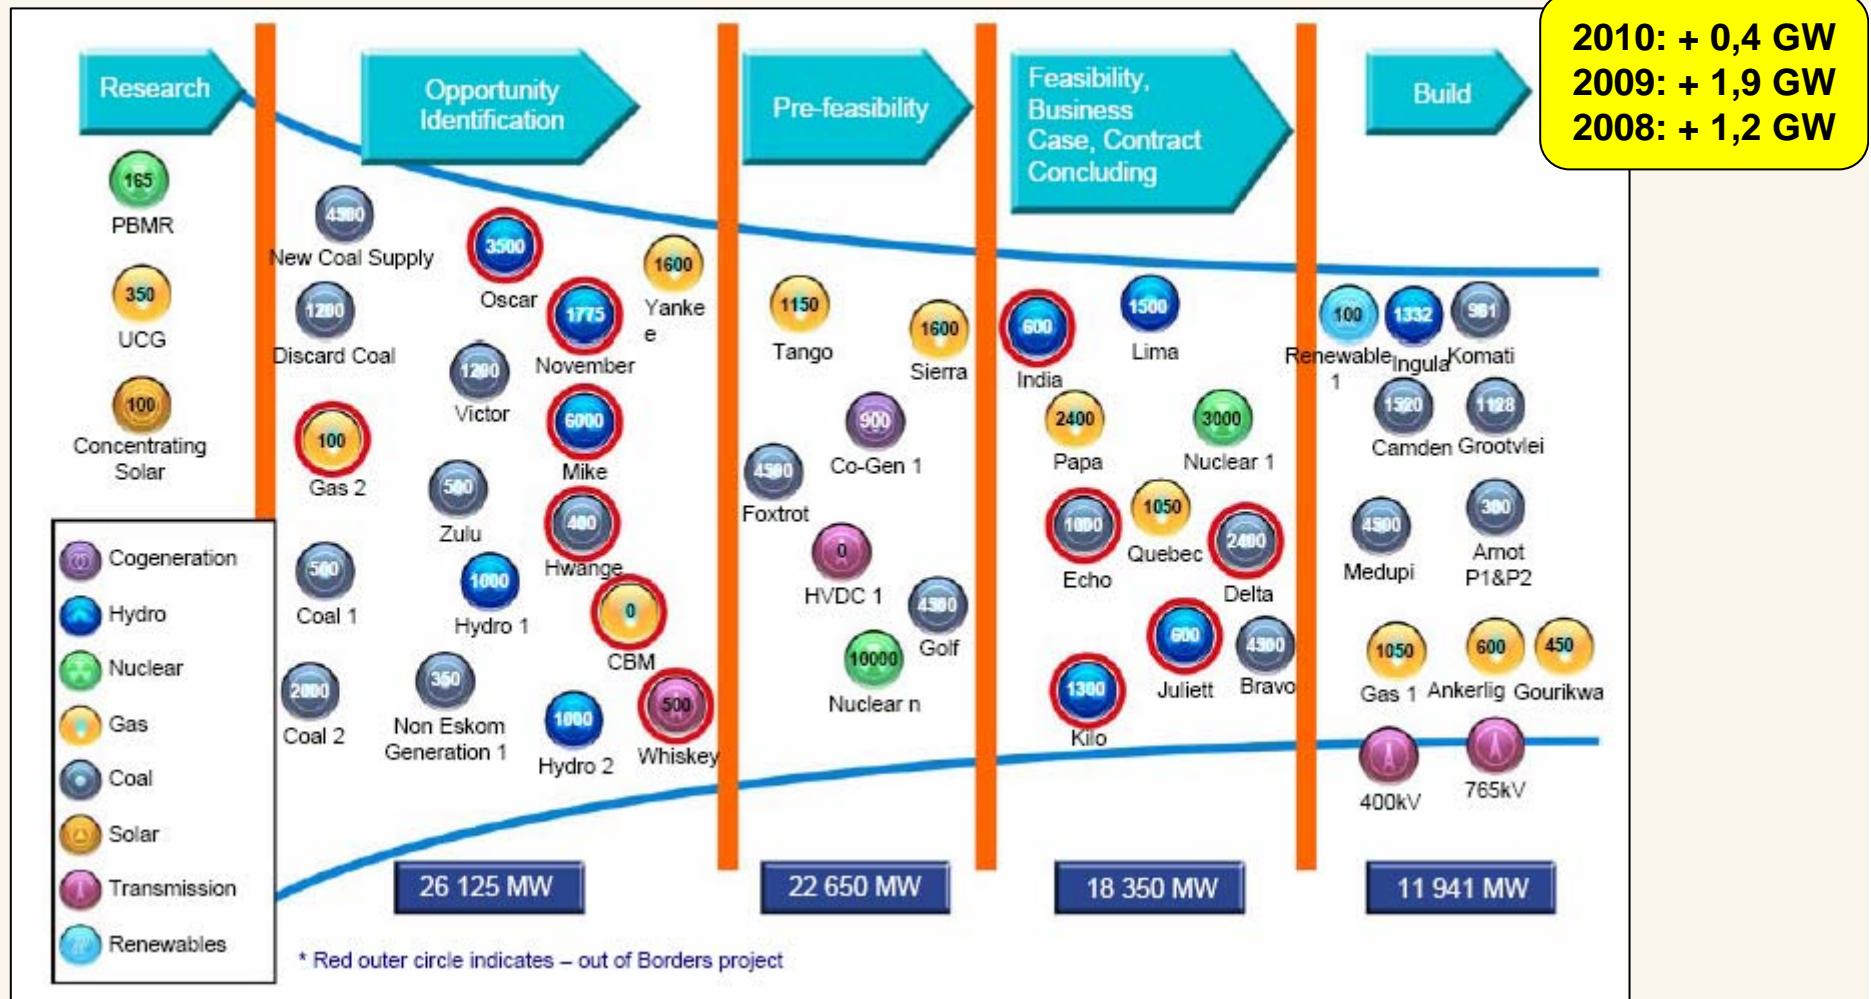 2010: + 0,4 GW
2009: + 1,9 GW
2008: + 1,2 GW
Research
Opportunity
Identification
Pre-feasibility
Feasibility,
Business
Case, Contract
Concluding
Build
165
PBMR
350
UCG
100
Concentrating
Solar
Cogeneration
Hydro
Nuclear
Gas
Coal
Solar
Transmission
Renewables
4500
New Coal Supply
3500
Oscar
1600
Yanke
e
1200
Discard Coal
1775
November
1200
Victor
100
Gas 2
6000
Mike
500
Zulu
400
Hwange
500
Coal 1
1000
Hydro 1
0
CBM
2000
Coal 2
350
Non Eskom
Generation 1
1000
Hydro 2
500
Whiskey
26 125 MW
1150
Tango
1600
Sierra
900
Co-Gen 1
4500
Foxtrot
0
HVDC 1
4500
Golf
10000
Nuclear n
22 650 MW
600
India
1500
Lima
2400
Papa
3000
Nuclear 1
1000
Echo
1050
Quebec
2400
Delta
600
Juliett
4500
Bravo
1300
Kilo
18 350 MW
100
Renewable
1
1332
Ingula
961
Komati
1520
Camden
1128
Grootvlei
4500
Medupi
300
Arnot
P1&P2
1050
Gas 1
600
Ankerlig
450
Gourikwa
400kV
765kV
11 941 MW
* Red outer circle indicates – out of Borders project